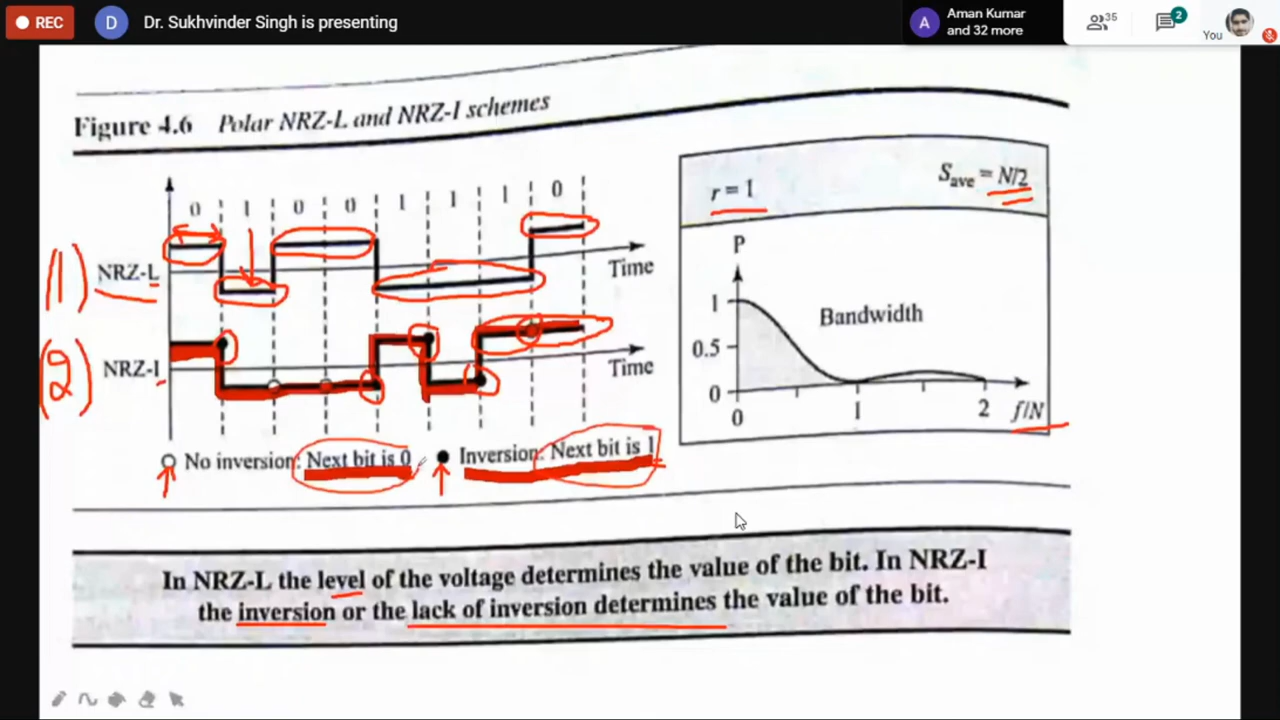 REC
D
Dr. Sukhvinder Singh is presenting
A
Aman Kumar
and 32 more
35
2
You
Figure 4.6 Polar NRZ-L and NRZ-I schemes
0 1 0 0 1 1 1 0
(1) NRZ-L
Time
(2) NRZ-I
Time
No inversion: Next bit is 0
Inversion: Next bit is 1
r = 1
Save = N/2
P
1
Bandwidth
0.5
0
0 1 2 f/N
In NRZ-L the level of the voltage determines the value of the bit. In NRZ-I
the inversion or the lack of inversion determines the value of the bit.